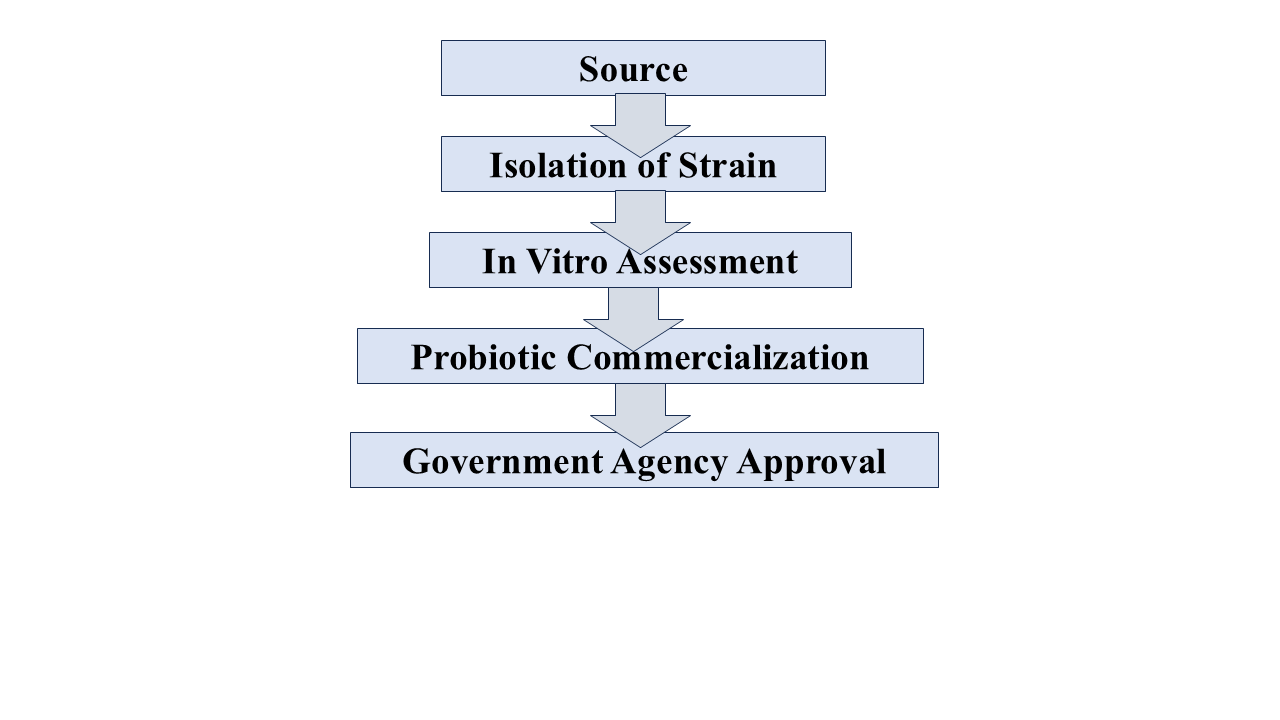 Source
Isolation of Strain
In Vitro Assessment
Probiotic Commercialization
Government Agency Approval